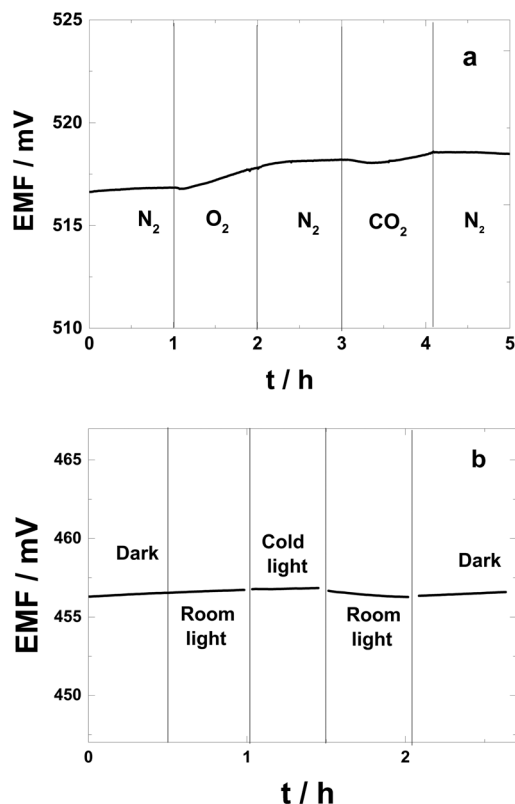 525
a
520
EMF / mV
515
N₂
O₂
N₂
CO₂
N₂
510
0
1
2
3
4
5
t / h
b
465
460
Dark
Cold
light
Dark
EMF / mV
455
Room
light
Room
light
450
0
1
2
t / h